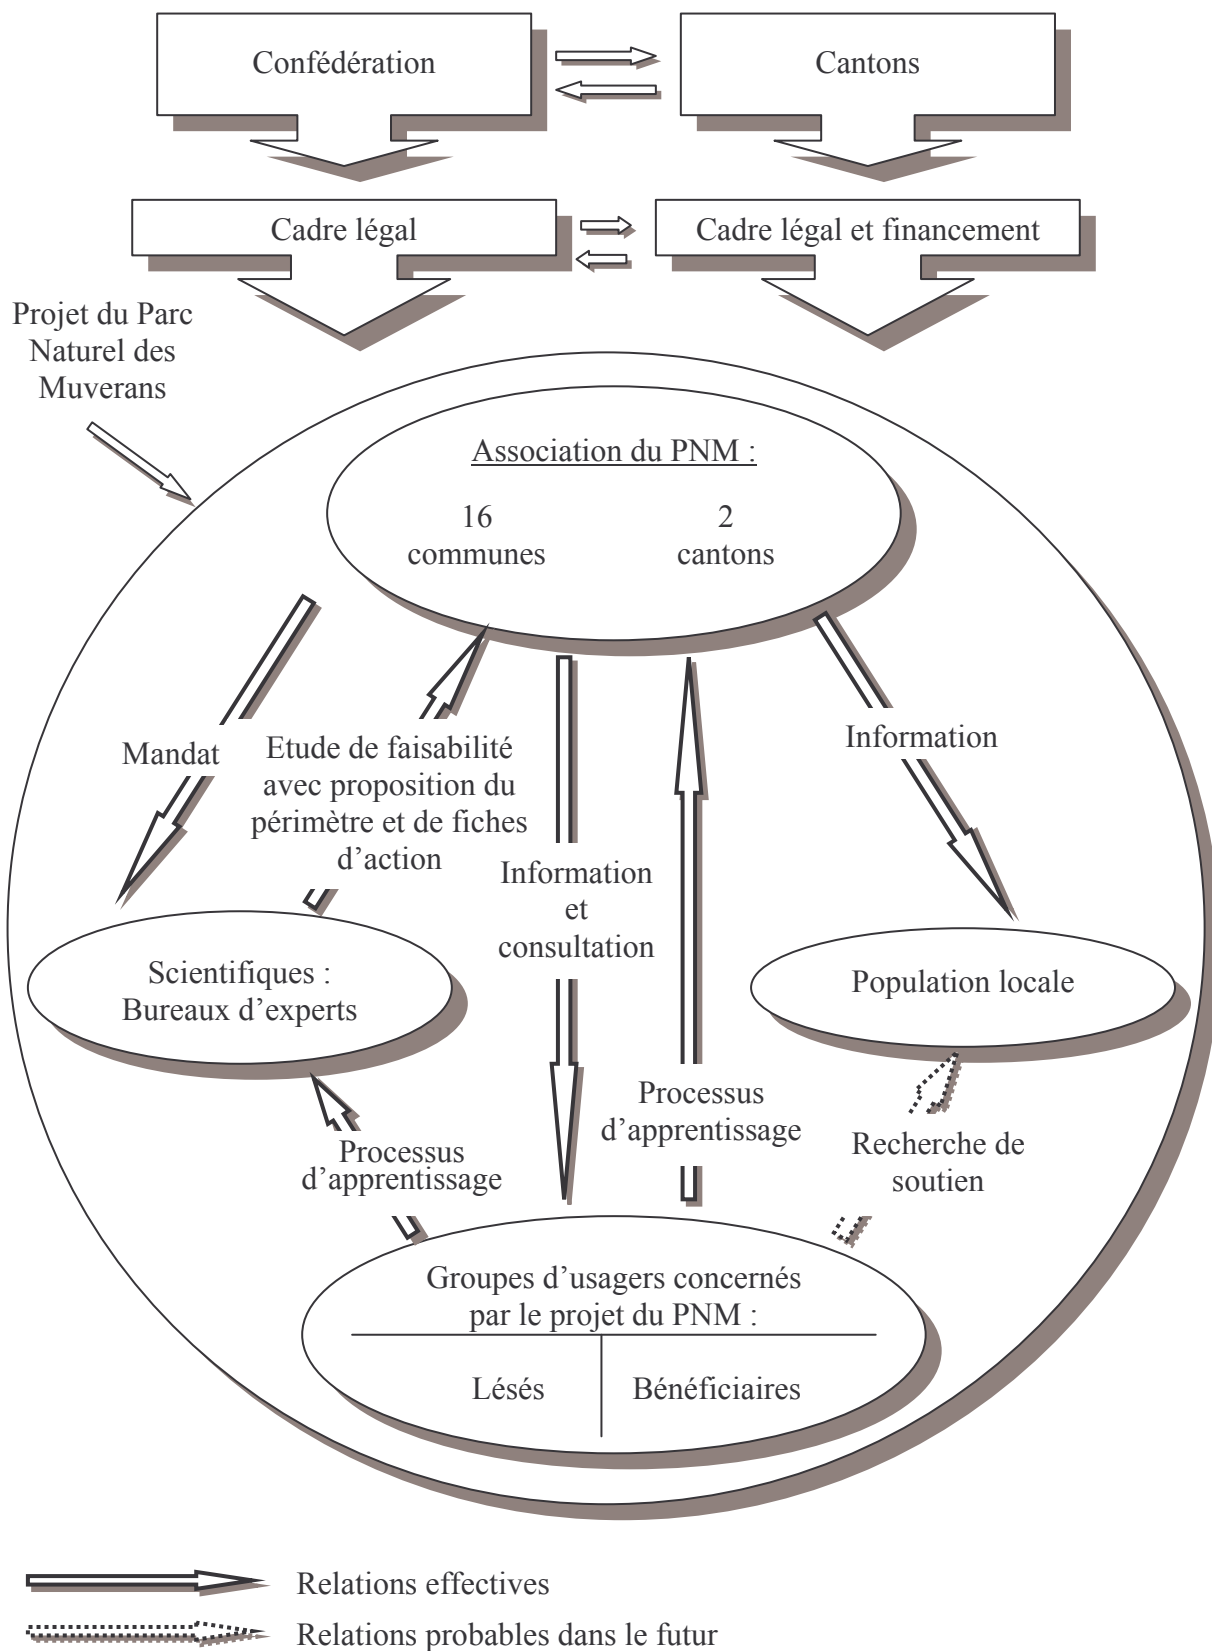 Confédération
Cantons
Cadre légal
Cadre légal et financement
Projet du Parc
Naturel des
Muverans
Association du PNM :
16
communes
2
cantons
Mandat
Etude de faisabilité
avec proposition du
périmètre et de fiches
d’action
Information
Information
et
consultation
Scientifiques :
Bureaux d’experts
Population locale
Processus
d’apprentissage
Processus
d’apprentissage
Recherche de
soutien
Groupes d’usagers concernés
par le projet du PNM :
Lésés
Bénéficiaires
Relations effectives
Relations probables dans le futur